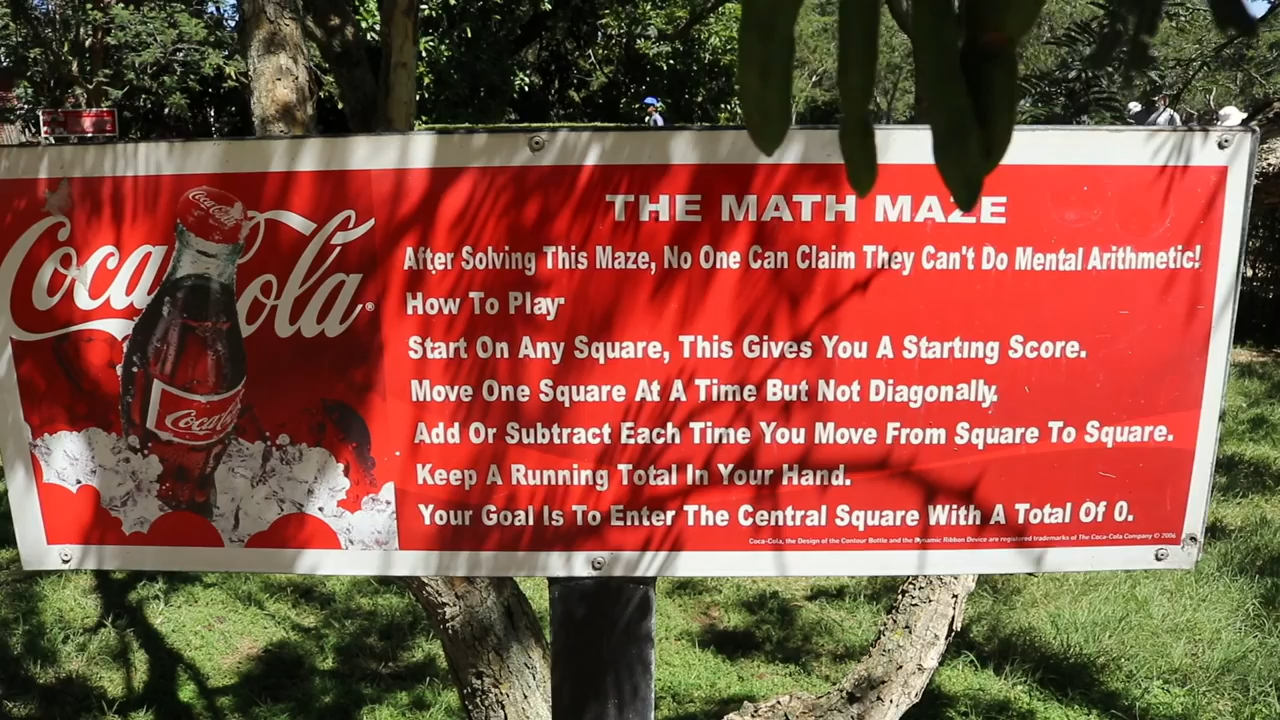 THE MATH MAZE
Coca-Cola
Coca-Cola®
After Solving This Maze, No One Can Claim They Can't Do Mental Arithmetic!
How To Play
Start On Any Square, This Gives You A Starting Score.
Move One Square At A Time But Not Diagonally.
Coca-Cola
Add Or Subtract Each Time You Move From Square To Square.
Keep A Running Total In Your Hand.
Your Goal Is To Enter The Central Square With A Total Of 0.
Coca-Cola, the Design of the Contour Bottle and the Dynamic Ribbon Device are registered trademarks of The Coca-Cola Company © 2006